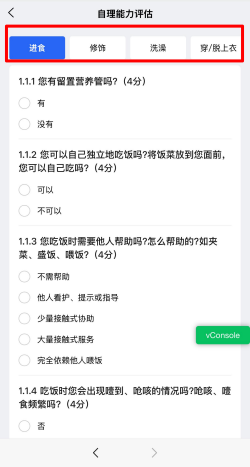 自理能力评估
进食 修饰 洗澡 穿/脱上衣
1.1.1 您有留置营养管吗?（4分）
有
没有
1.1.2 您可以自己独立地吃饭吗?将饭菜放到您面前，
您可以自己吃吗?（4分）
可以
不可以
1.1.3 您吃饭时需要他人帮助吗?怎么帮助的?如夹
菜、盛饭、喂饭?（4分）
不需帮助
他人看护、提示或指导
少量接触式协助
大量接触式服务
完全依赖他人喂饭
vConsole
1.1.4 吃饭时您会出现噎到、呛咳的情况吗?呛咳、噎
食频繁吗?（4分）
否